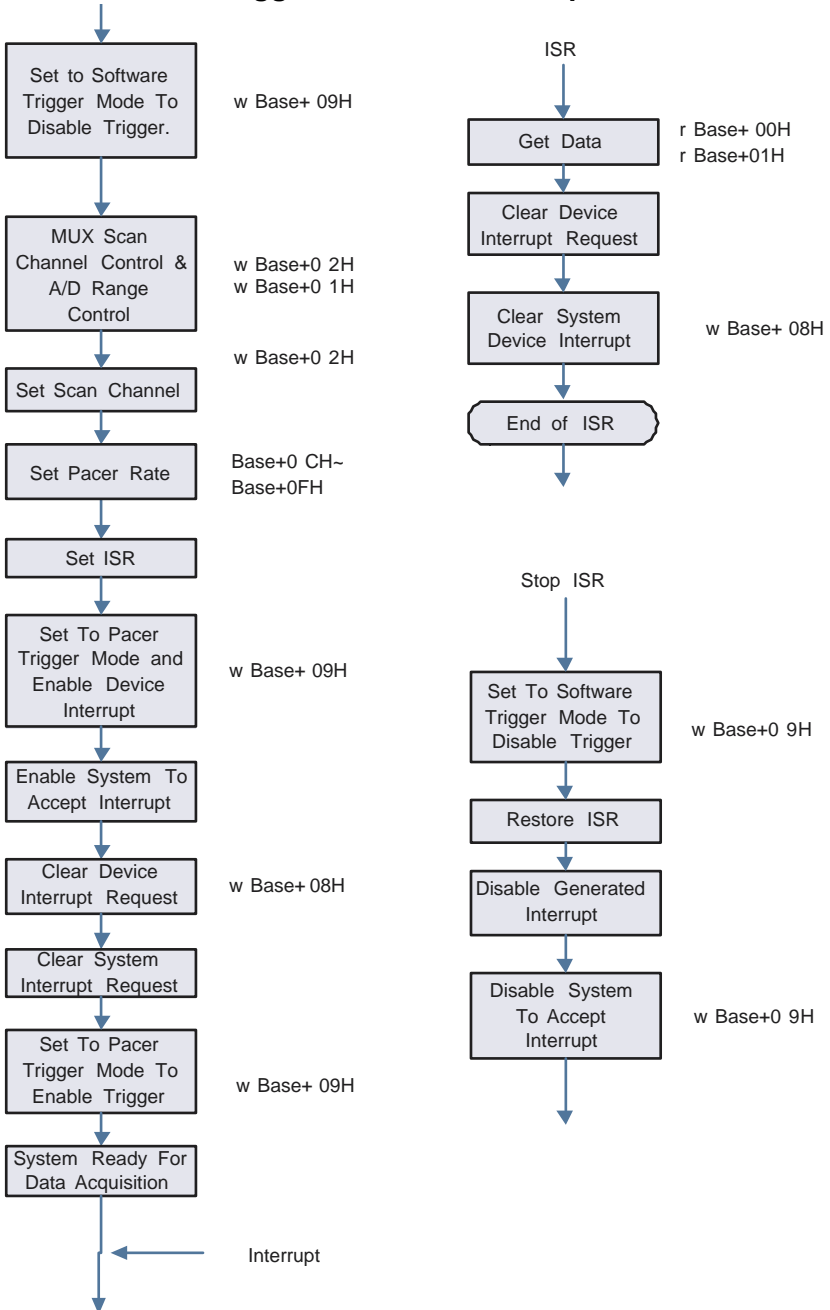 Set to Software
Trigger Mode To
Disable Trigger.
w Base+ 09H
MUX Scan
Channel Control &
A/D Range
Control
w Base+0 2H
w Base+0 1H
w Base+0 2H
Set Scan Channel
Set Pacer Rate
Base+0 CH~
Base+0FH
Set ISR
Set To Pacer
Trigger Mode and
Enable Device
Interrupt
w Base+ 09H
Enable System To
Accept Interrupt
Clear Device
Interrupt Request
w Base+ 08H
Clear System
Interrupt Request
Set To Pacer
Trigger Mode To
Enable Trigger
w Base+ 09H
System Ready For
Data Acquisition
Interrupt
ISR
Get Data
r Base+ 00H
r Base+01H
Clear Device
Interrupt Request
Clear System
Device Interrupt
w Base+ 08H
End of ISR
Stop ISR
Set To Software
Trigger Mode To
Disable Trigger
w Base+0 9H
Restore ISR
Disable Generated
Interrupt
Disable System
To Accept
Interrupt
w Base+0 9H